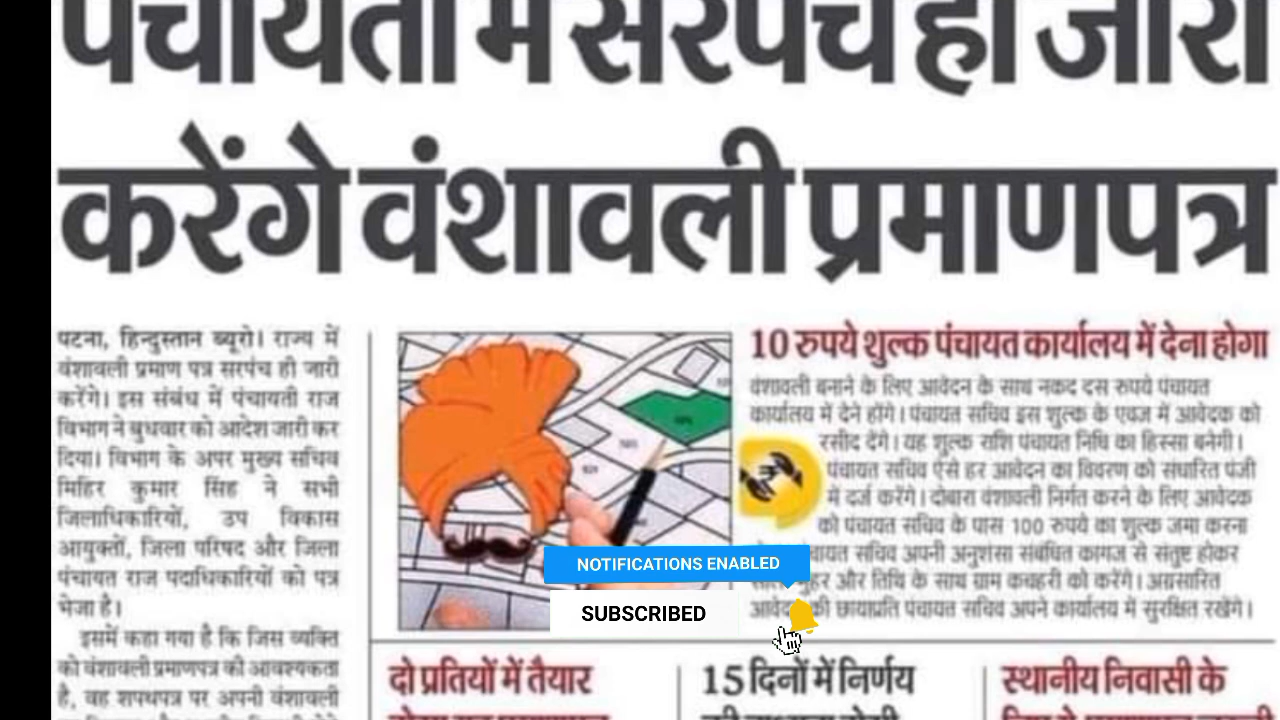 पंचायतों में सरपंच ही जारी
करेंगे वंशावली प्रमाणपत्र
पटना, हिन्दुस्तान ब्यूरो। राज्य में
वंशावली प्रमाण पत्र सरपंच ही जारी
करेंगे। इस संबंध में पंचायती राज
विभाग ने बुधवार को आदेश जारी कर
दिया। विभाग के अपर मुख्य सचिव
मिहिर कुमार सिंह ने सभी
जिलाधिकारियों, उप विकास
आयुक्तों, जिला परिषद और जिला
पंचायत राज पदाधिकारियों को पत्र
भेजा है।
इसमें कहा गया है कि जिस व्यक्ति
को वंशावली प्रमाणपत्र की आवश्यकता
है, वह शपथपत्र पर अपनी वंशावली
10 रुपये शुल्क पंचायत कार्यालय में देना होगा
वंशावली बनाने के लिए आवेदन के साथ नकद दस रुपये पंचायत
कार्यालय में देने होंगे। पंचायत सचिव इस शुल्क के एवज में आवेदक को
रसीद देंगे। यह शुल्क राशि पंचायत निधि का हिस्सा बनेगी।
पंचायत सचिव ऐसे हर आवेदन का विवरण को संधारित पंजी
में दर्ज करेंगे। दोबारा वंशावली निर्गत करने के लिए आवेदक
को पंचायत सचिव के पास 100 रुपये का शुल्क जमा करना
सचिव अपनी अनुशंसा संबंधित कागज से संतुष्ट होकर
और तिथि के साथ ग्राम कचहरी को करेंगे। अग्रसारित
की छायाप्रति पंचायत सचिव अपने कार्यालय में सुरक्षित रखेंगे।
NOTIFICATIONS ENABLED
SUBSCRIBED
दो प्रतियों में तैयार
15 दिनों में निर्णय
स्थानीय निवासी के